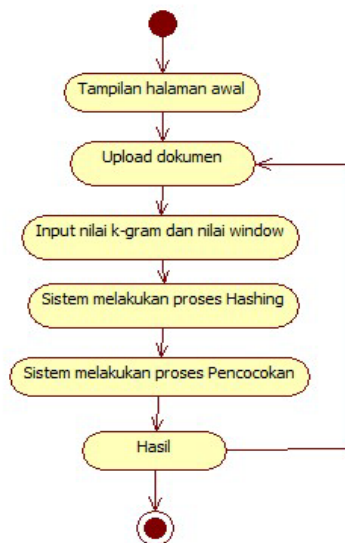 Tampilan halaman awal
Upload dokumen
Input nilai k-gram dan nilai window
Sistem melakukan proses Hashing
Sistem melakukan proses Pencocokan
Hasil